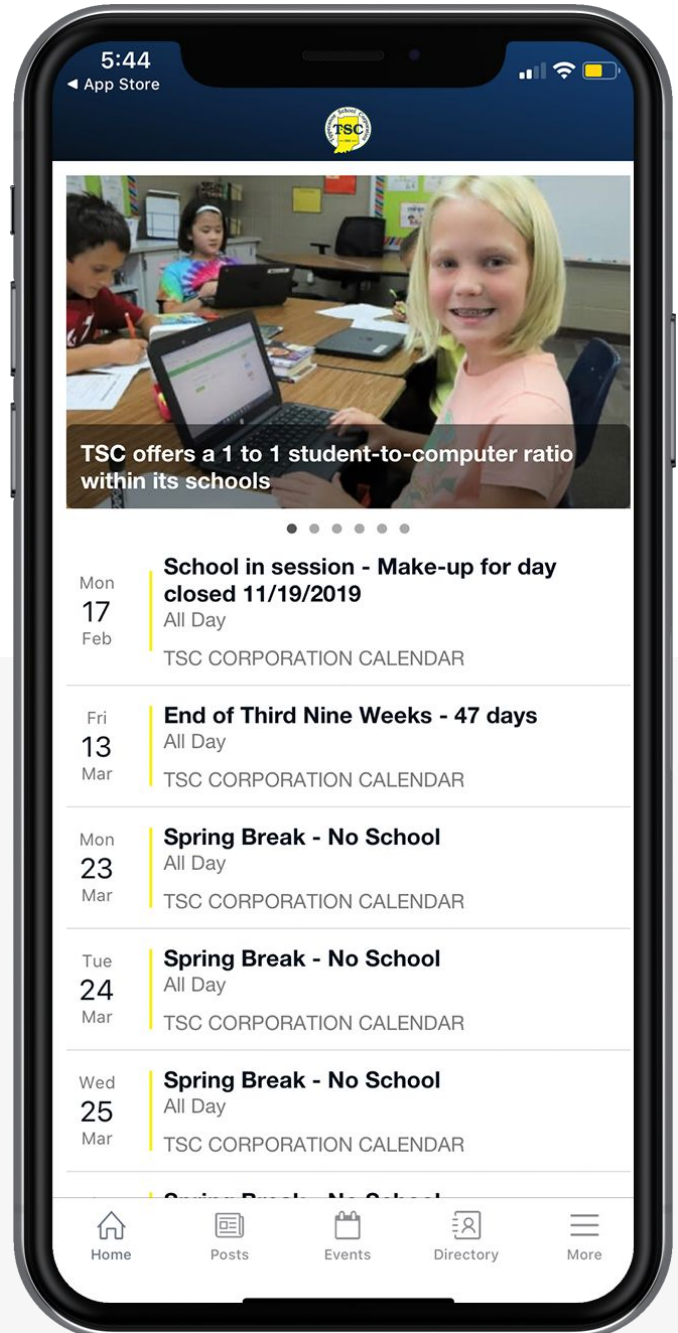 5:44
◀ App Store
TSC
TSC offers a 1 to 1 student-to-computer ratio
within its schools
Mon
17
Feb
School in session - Make-up for day
closed 11/19/2019
All Day
TSC CORPORATION CALENDAR
Fri
13
Mar
End of Third Nine Weeks - 47 days
All Day
TSC CORPORATION CALENDAR
Mon
23
Mar
Spring Break - No School
All Day
TSC CORPORATION CALENDAR
Tue
24
Mar
Spring Break - No School
All Day
TSC CORPORATION CALENDAR
Wed
25
Mar
Spring Break - No School
All Day
TSC CORPORATION CALENDAR
Spring Break - No School
Home
Posts
Events
Directory
More